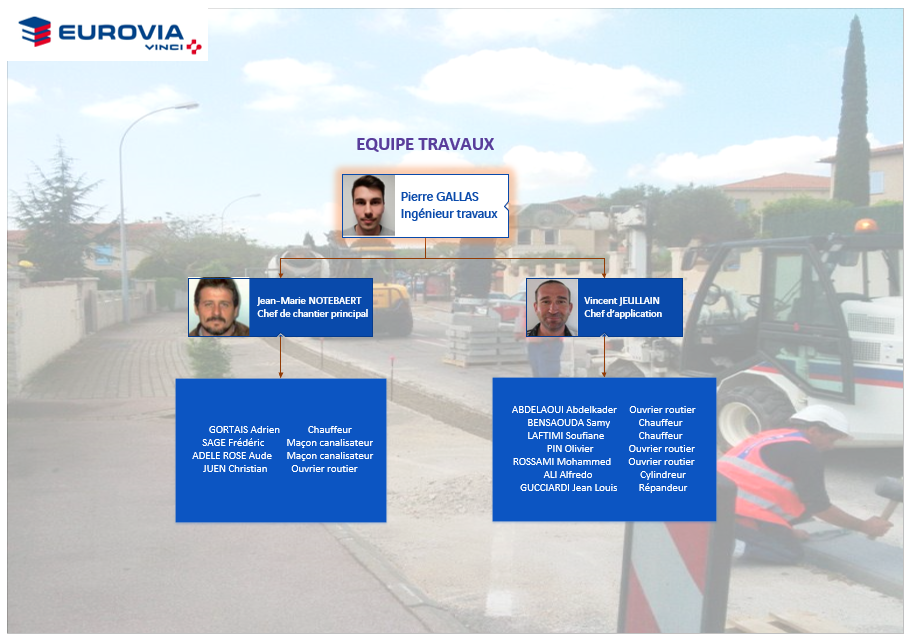 EUROVIA
VINCI
EQUIPE TRAVAUX
Pierre GALLAS
Ingénieur travaux
Jean-Marie NOTEBAERT
Chef de chantier principal
Vincent JEULLAIN
Chef d'application
GORTAIS Adrien Chauffeur
SAGE Frédéric Maçon canalisateur
ADELE ROSE Aude Maçon canalisateur
JUEN Christian Ouvrier routier
ABDELAOUI Abdelkader Ouvrier routier
BENSAOUDA Samy Chauffeur
LAFTIMI Soufiane Chauffeur
PIN Olivier Ouvrier routier
ROSSAMI Mohammed Ouvrier routier
ALI Alfredo Cylindreur
GUCCIARDI Jean Louis Répandeur